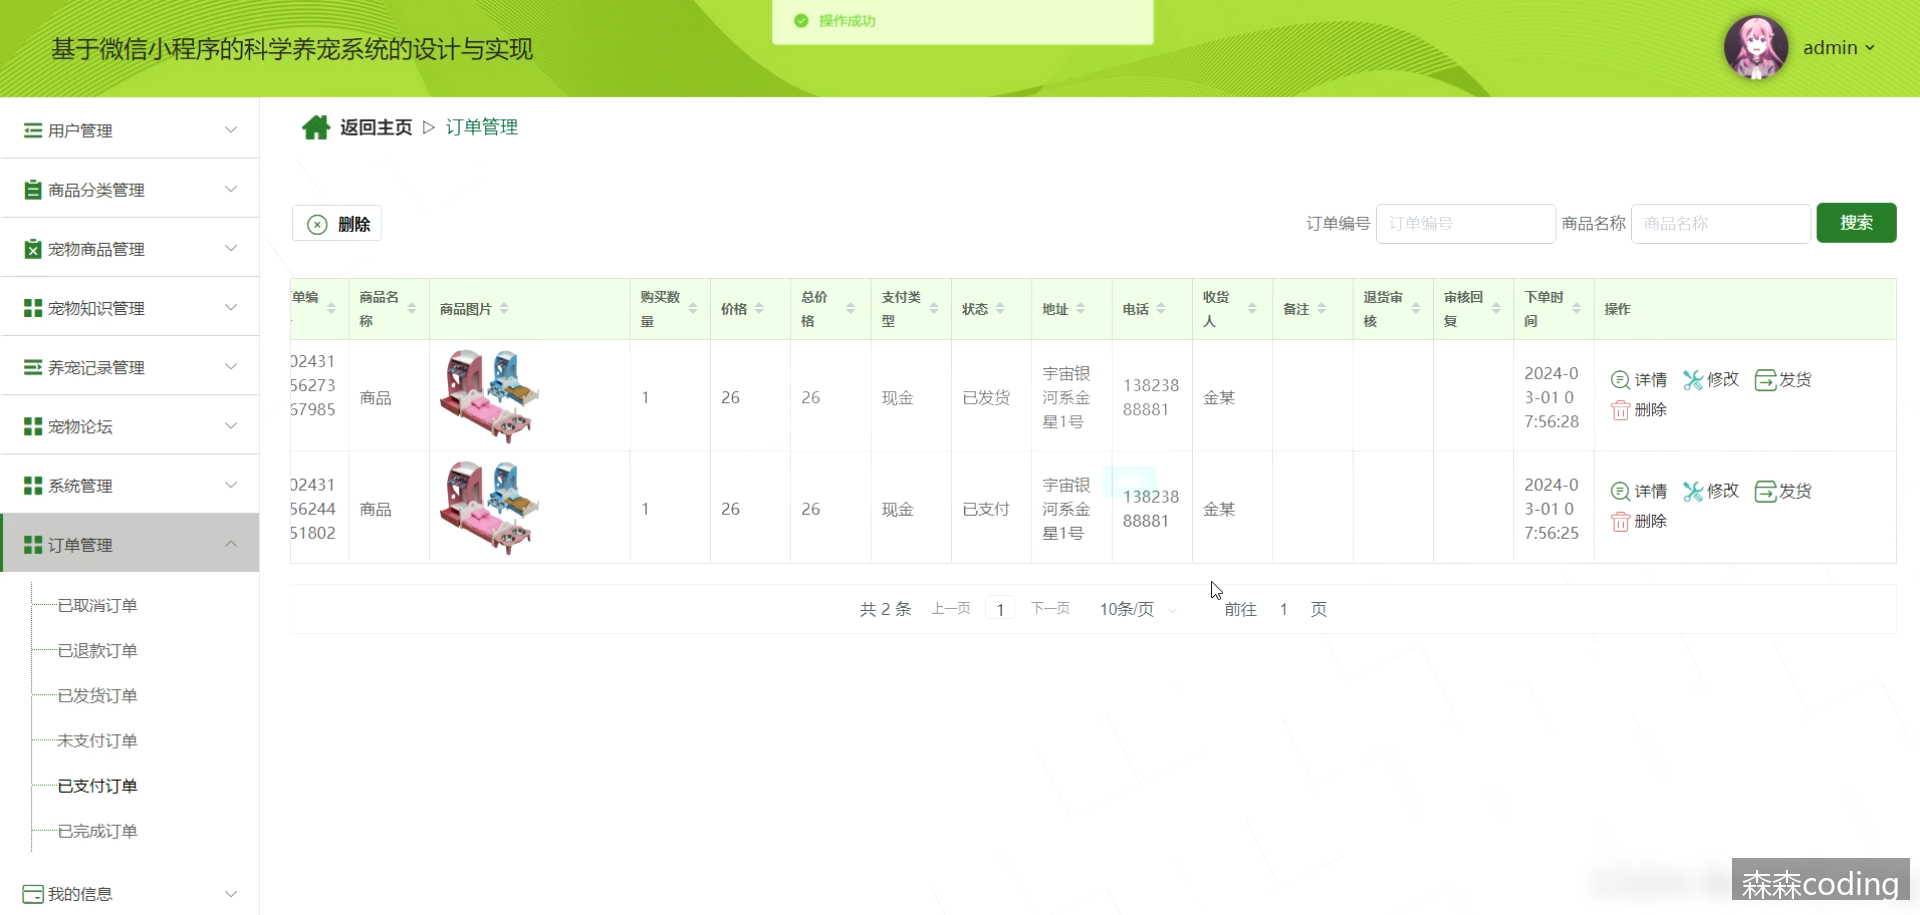 操作成功
基于微信小程序的科学养宠系统的设计与实现
admin
用户管理
商品分类管理
宠物商品管理
宠物知识管理
养宠记录管理
宠物论坛
系统管理
订单管理
已取消订单
已退款订单
已发货订单
未支付订单
已支付订单
已完成订单
我的信息
返回主页 ▷ 订单管理
删除
订单编号 订单编号 商品名称 商品名称 搜索
单编 商品名称 商品图片 购买数量 价格 总价格 支付类型 状态 地址 电话 收货人 备注 退货审核 审核回复 下单时间 操作
02431
56273
67985
商品
1
26
26
现金
已发货
宇宙银
河系金
星1号
138238
88881
金某
2024-0
3-01 0
7:56:28
详情 修改 发货
删除
02431
56244
51802
商品
1
26
26
现金
已支付
宇宙银
河系金
星1号
138238
88881
金某
2024-0
3-01 0
7:56:25
详情 修改 发货
删除
共 2 条 上一页 1 下一页 10条/页 前往 1 页
森森coding